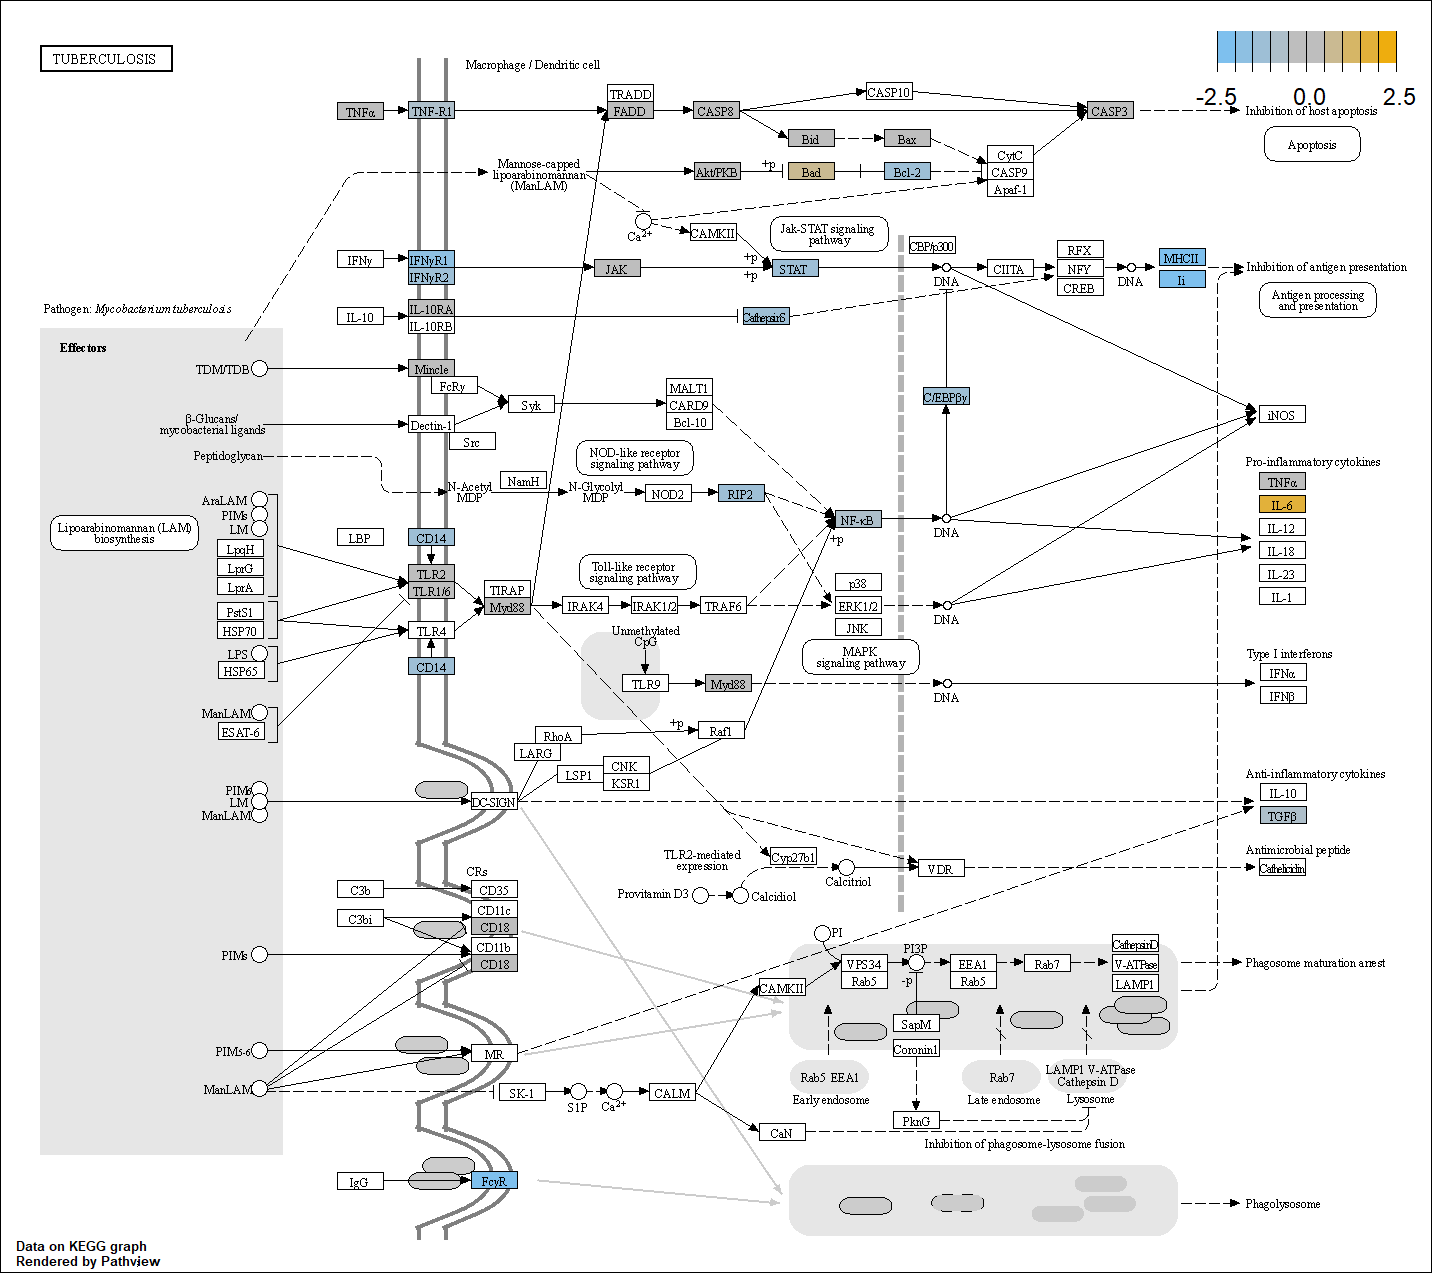 TUBERCULOSIS
Macrophage / Dendritic cell
-2.5
0.0
2.5
TNFα
TNF-R1
TRADD
FADD
CASP8
CASP10
CASP3
Inhibition of host apoptosis
Apoptosis
Bid
Bax
CytC
CASP9
Apaf-1
Mannose-capped
lipoarabinomannan
(ManLAM)
Akt/PKB
+p
Bad
Bcl-2
Ca2+
CAMKII
Jak-STAT signaling
pathway
IFNγ
IFNγR1
IFNγR2
JAK
+p
+p
STAT
CBP/p300
DNA
CIITA
RFX
NFY
CREB
DNA
MHCII
Ii
Inhibition of antigen presentation
Antigen processing
and presentation
Pathogen: Mycobacterium tuberculosis
IL-10
IL-10RA
IL-10RB
CathepsinS
Effectors
TDM/TDB
Mincle
FcRγ
Syk
MALT1
CARD9
Bcl-10
C/EBPβγ
iNOS
β-Glucans/
mycobacterial ligands
Dectin-1
Src
Peptidoglycan
N-Acetyl
MDP
NamH
N-Glycolyl
MDP
NOD2
RIP2
NOD-like receptor
signaling pathway
NF-κB
+p
DNA
Pro-inflammatory cytokines
TNFα
IL-6
IL-12
IL-18
IL-23
IL-1
AraLAM
PIMs
LM
LpqH
LprG
LprA
Lipoarabinomannan (LAM)
biosynthesis
LBP
CD14
TLR2
TLR1/6
TIRAP
Myd88
Toll-like receptor
signaling pathway
IRAK4
IRAK1/2
TRAF6
p38
ERK1/2
JNK
DNA
MAPK
signaling pathway
PstS1
HSP70
TLR4
LPS
HSP65
CD14
Unmethylated
CpG
TLR9
Myd88
DNA
Type I interferons
IFNα
IFNβ
ManLAM
ESAT-6
RhoA
LARG
+p
Raf1
LSP1
CNK
KSR1
PIMs
LM
ManLAM
DC-SIGN
Anti-inflammatory cytokines
IL-10
TGFβ
TLR2-mediated
expression
Cyp27b1
Provitamin D3
Calcidiol
Calcitriol
VDR
Antimicrobial peptide
Cathelicidin
CRs
C3b
CD35
C3bi
CD11c
CD18
PIMs
CD11b
CD18
PI
PI3P
VPS34
Rab5
-p
EEA1
Rab5
Rab7
CathepsinD
V-ATPase
LAMP1
Phagosome maturation arrest
CAMKII
SapM
Coronin1
PIM5-6
MR
ManLAM
SK-1
S1P
Ca2+
CALM
CaN
Rab5 EEA1
Early endosome
Rab7
Late endosome
LAMP1 V-ATPase
Cathepsin D
Lysosome
PknG
Inhibition of phagosome-lysosome fusion
IgG
FcγR
Phagolysosome
Data on KEGG graph
Rendered by Pathview